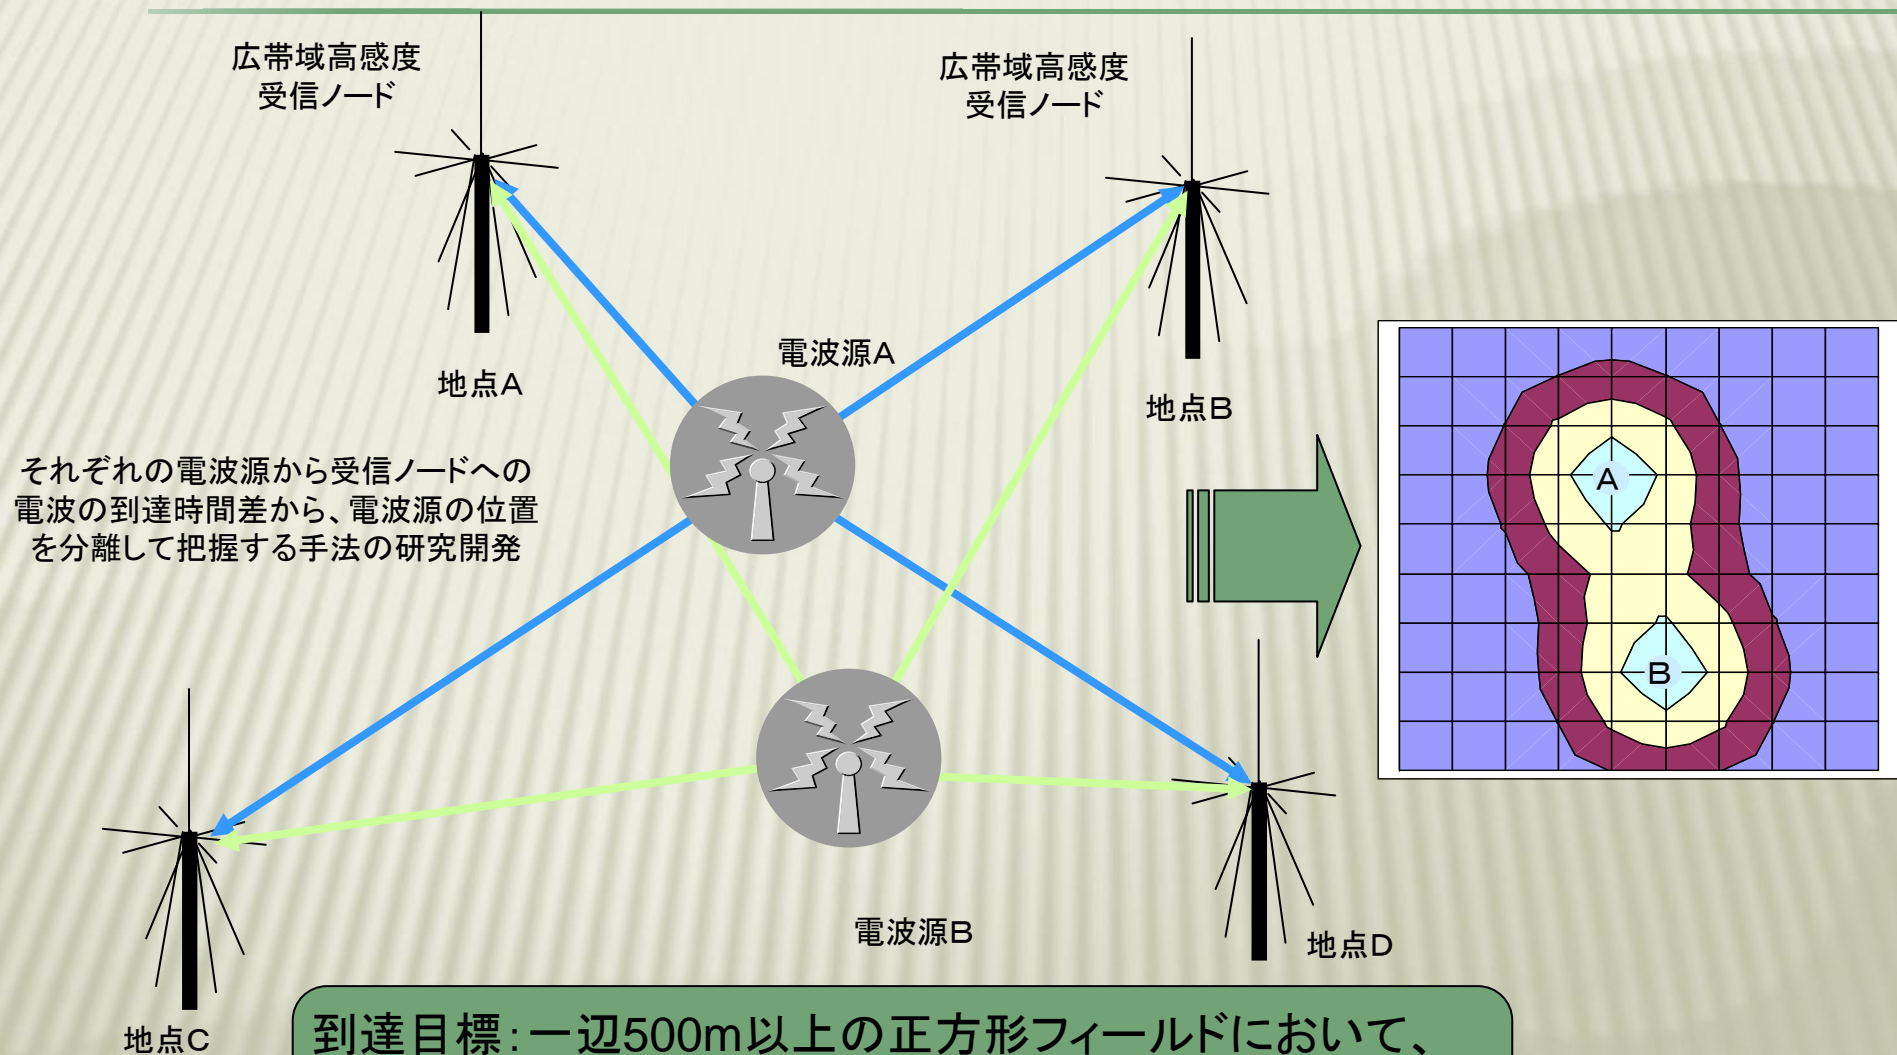 広帯域高感度
受信ノード
広帯域高感度
受信ノード
電波源A
地点A
地点B
それぞれの電波源から受信ノードへの
電波の到達時間差から、電波源の位置
を分離して把握する手法の研究開発
A
B
電波源B
地点D
地点C
到達目標：一辺500m以上の正方形フィールドにおいて、